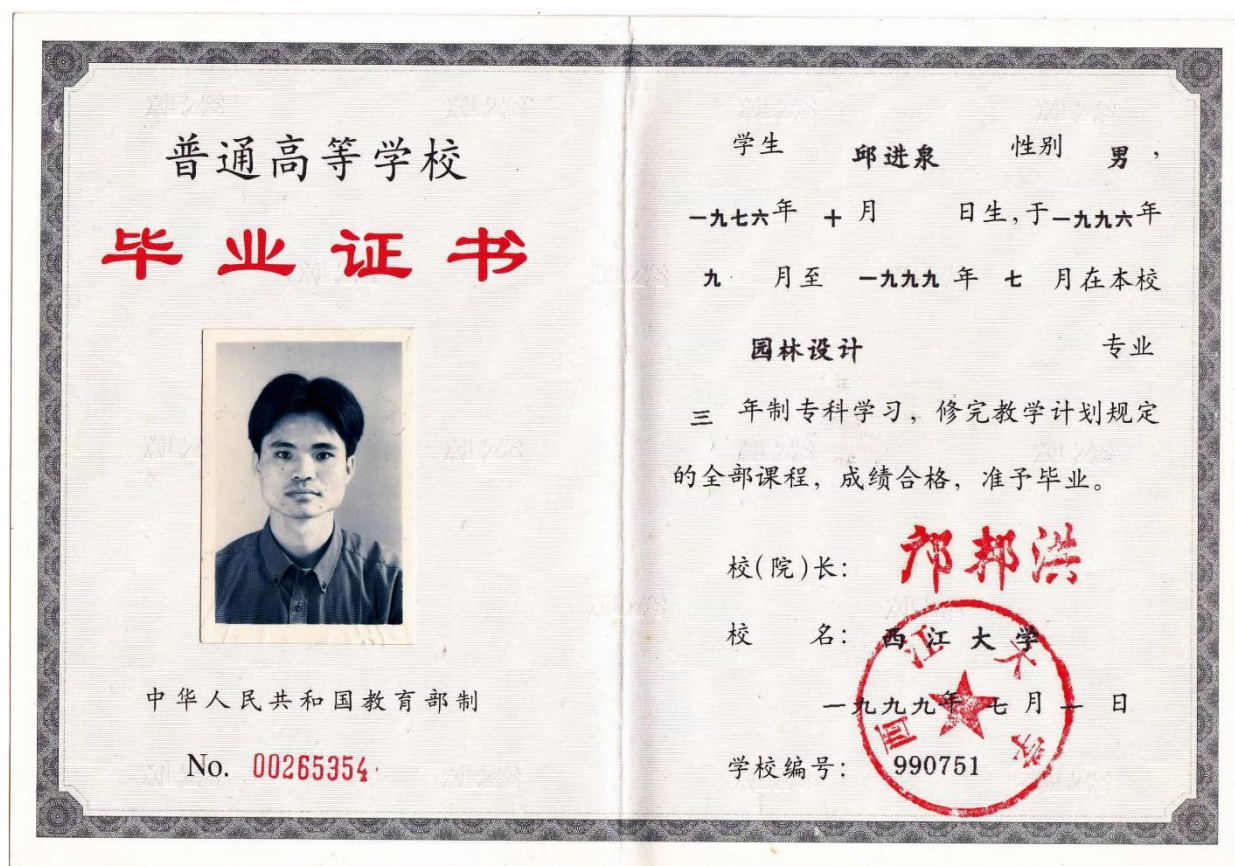 普通高等学校
毕业证书
中华人民共和国教育部制
No. 00265354
学生 邱进泉 性别 男，
一九七六年 十月 日生,于一九九六年
九 月至 一九九九年 七 月在本校
园林设计 专业
三 年制专科学习，修完教学计划规定
的全部课程，成绩合格，准予毕业。
校(院)长: 邝邦洪
校 名: 西江大学
一九九九年 七 月 一 日
学校编号: 990751
西江大学